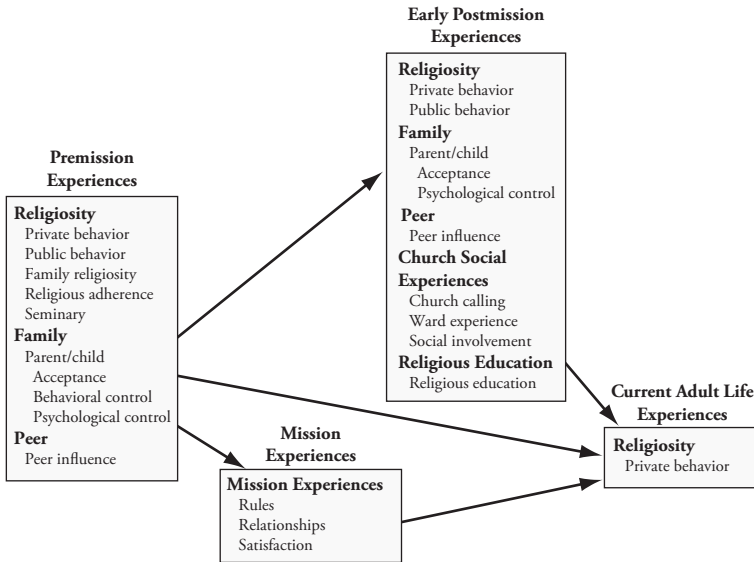 Premission
Experiences
Religiosity
Private behavior
Public behavior
Family religiosity
Religious adherence
Seminary
Family
Parent/child
Acceptance
Behavioral control
Psychological control
Peer
Peer influence
Early Postmission
Experiences
Religiosity
Private behavior
Public behavior
Family
Parent/child
Acceptance
Psychological control
Peer
Peer influence
Church Social
Experiences
Church calling
Ward experience
Social involvement
Religious Education
Religious education
Mission
Experiences
Mission Experiences
Rules
Relationships
Satisfaction
Current Adult Life
Experiences
Religiosity
Private behavior